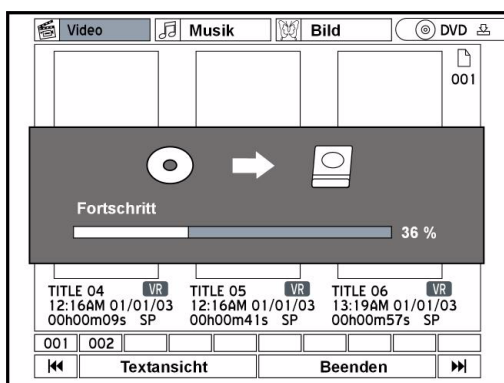 Video Musik Bild DVD
001
Fortschritt
36 %
TITLE 04 VR TITLE 05 VR TITLE 06 VR
12:16AM 01/01/03 12:16AM 01/01/03 13:19AM 01/01/03
00h00m09s SP 00h00m41s SP 00h00m57s SP
001 002
Textansicht Beenden